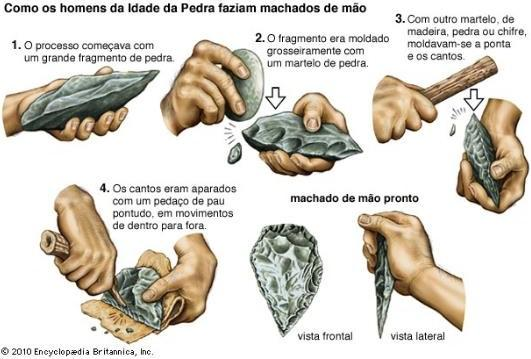 Como os homens da Idade da Pedra faziam machados de mão
1. O processo começava com
um grande fragmento de pedra.
2. O fragmento era moldado
grosseiramente com
um martelo de pedra.
3. Com outro martelo, de
madeira, pedra ou chifre,
moldavam-se a ponta
e os cantos.
4. Os cantos eram aparados
com um pedaço de pau
pontudo, em movimentos
de dentro para fora.
machado de mão pronto
vista frontal
vista lateral
© 2010 Encyclopædia Britannica, Inc.